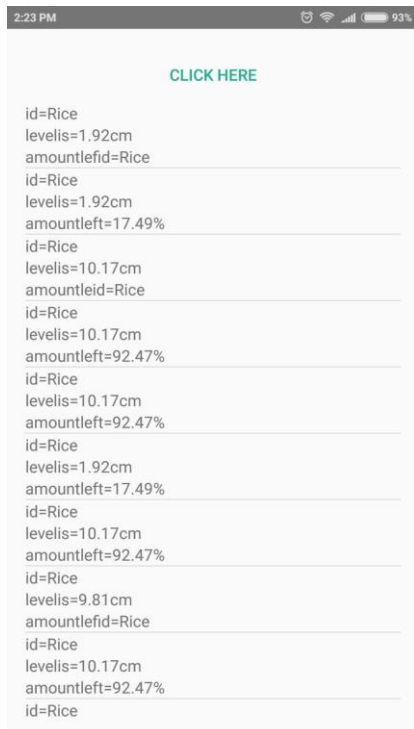 2:23 PM 93%
CLICK HERE
id=Rice
levelis=1.92cm
amountlefid=Rice
id=Rice
levelis=1.92cm
amountleft=17.49%
id=Rice
levelis=10.17cm
amountleid=Rice
id=Rice
levelis=10.17cm
amountleft=92.47%
id=Rice
levelis=10.17cm
amountleft=92.47%
id=Rice
levelis=1.92cm
amountleft=17.49%
id=Rice
levelis=10.17cm
amountleft=92.47%
id=Rice
levelis=9.81cm
amountlefid=Rice
id=Rice
levelis=10.17cm
amountleft=92.47%
id=Rice